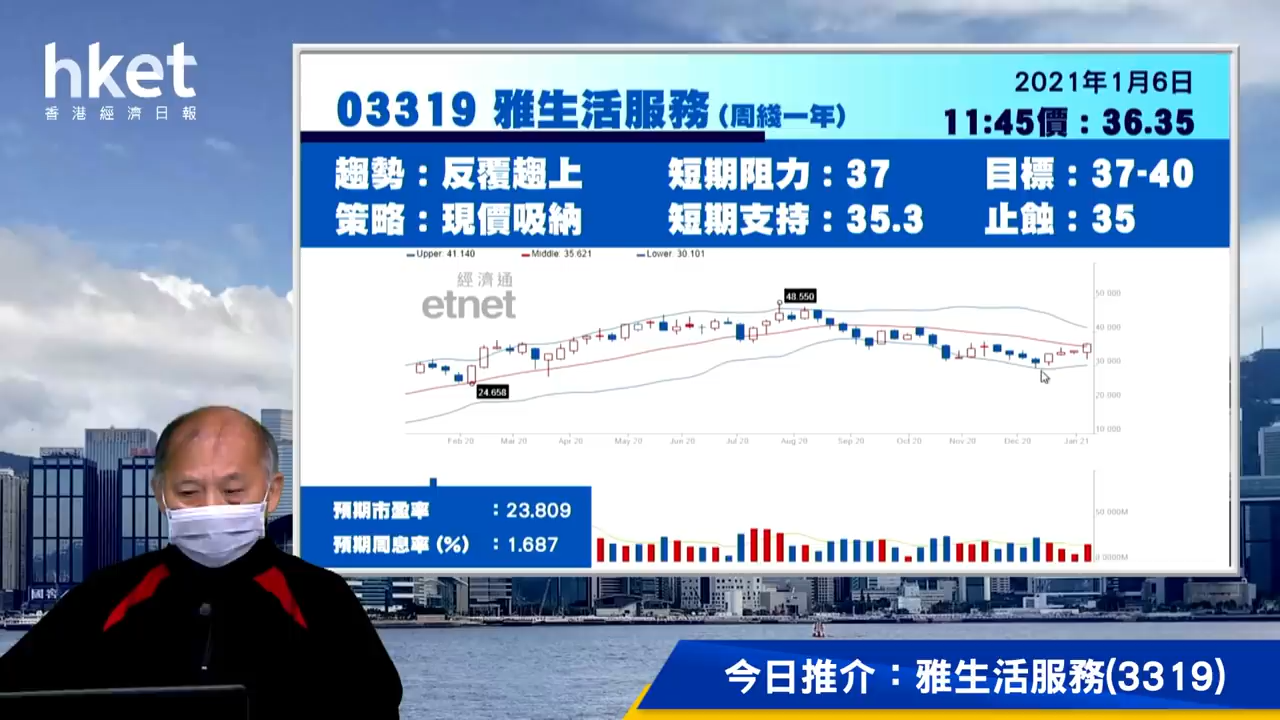 hket
香港經濟日報
2021年1月6日
03319 雅生活服務 (周綫一年)
11:45價：36.35
趨勢：反覆趨上 短期阻力：37 目標：37-40
策略：現價吸納 短期支持：35.3 止蝕：35
Upper: 41.140 Middle: 35.621 Lower: 30.101
經濟通
etnet
48.550
50.000
40.000
30.000
24.658
20.000
10.000
Feb 20 Mar 20 Apr 20 May 20 Jun 20 Jul 20 Aug 20 Sep 20 Oct 20 Nov 20 Dec 20 Jan 21
預期市盈率 ：23.809
50.000M
預期周息率 (%) ：1.687
0.0000M
今日推介：雅生活服務(3319)